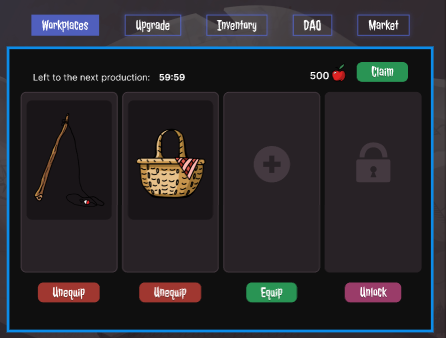 Workplaces Upgrade Inventory DAO Market
Left to the next production: 59:59 500 Claim
Unequip Unequip Equip Unlock